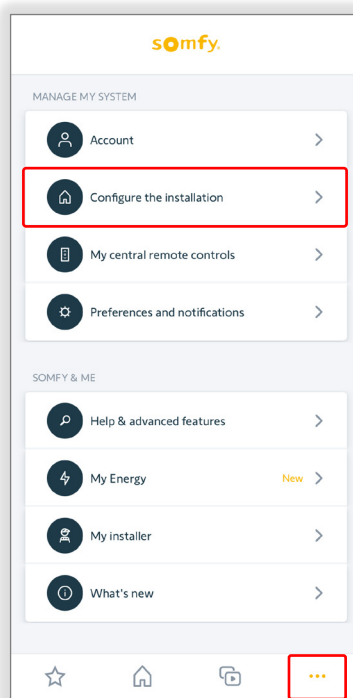 somfy.
MANAGE MY SYSTEM
Account
Configure the installation
My central remote controls
Preferences and notifications
SOMFY & ME
Help & advanced features
My Energy New
My installer
What's new